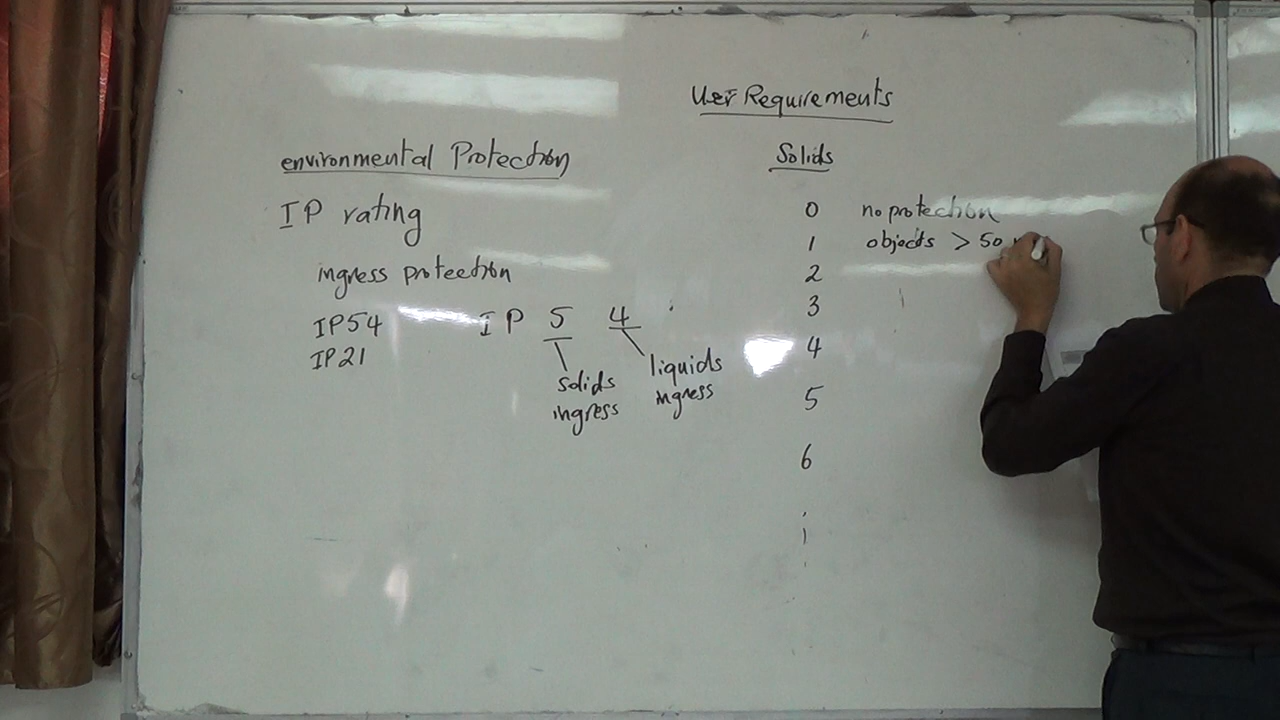 User Requirements
environmental Protection
IP rating
ingress protection
IP54
IP21
IP 5 4
solids ingress
liquids ingress
Solids
0 no protection
1 objects > 50
2
3
4
5
6